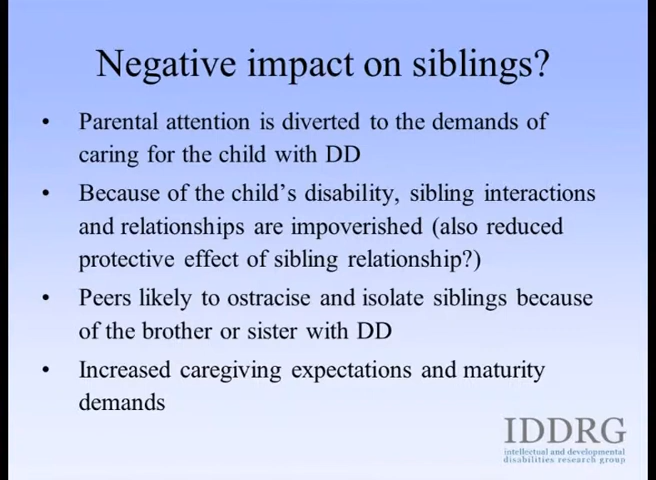 Negative impact on siblings?
• Parental attention is diverted to the demands of
caring for the child with DD
• Because of the child's disability, sibling interactions
and relationships are impoverished (also reduced
protective effect of sibling relationship?)
• Peers likely to ostracise and isolate siblings because
of the brother or sister with DD
• Increased caregiving expectations and maturity
demands
IDDRG
intellectual and developmental
disabilities research group